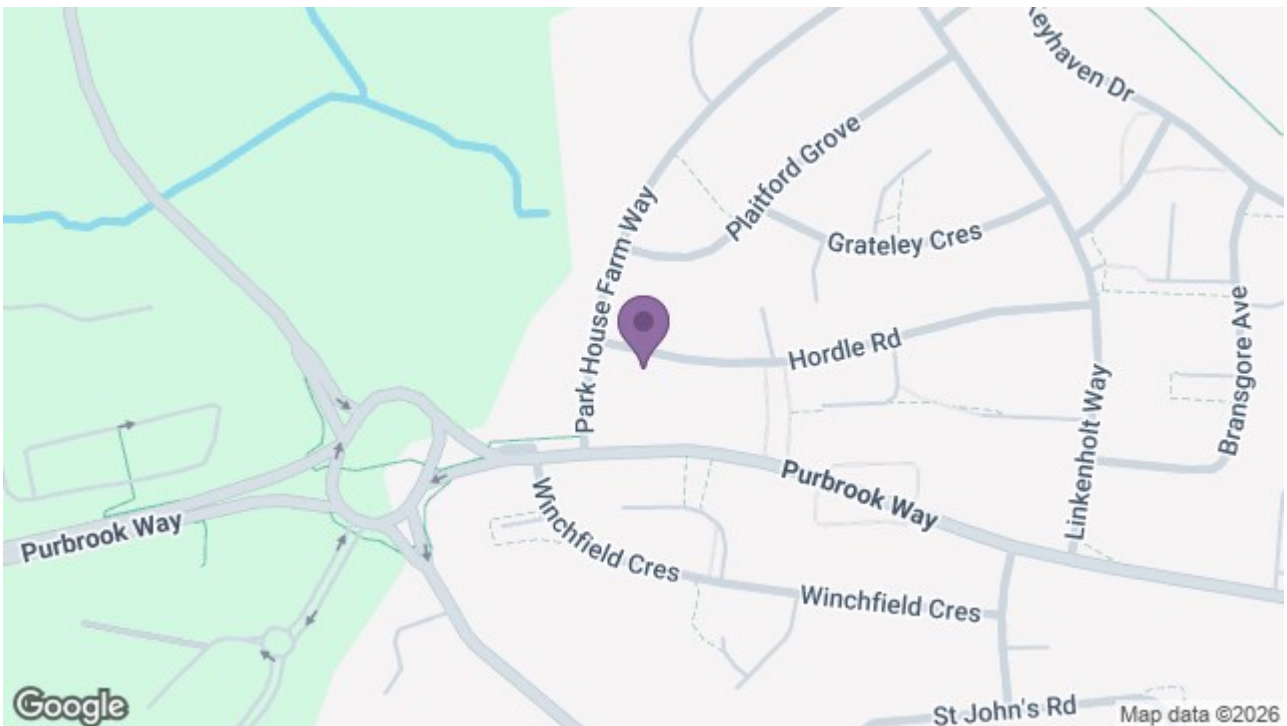 Keyhaven Dr
Plaitford Grove
Park House Farm Way
Grateley Cres
Hordle Rd
Bransgore Ave
Linkenholt Way
Purbrook Way
Purbrook Way
Winchfield Cres
Winchfield Cres
St John's Rd
Google
Map data ©2026